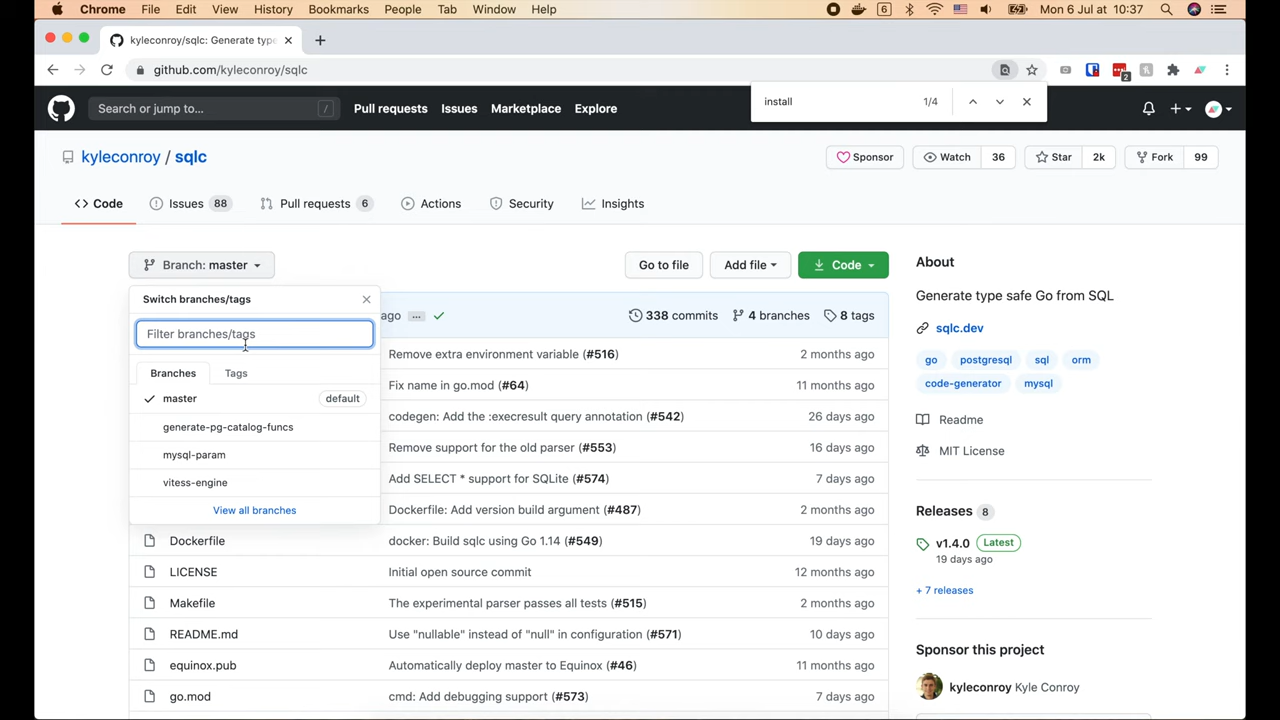 Chrome File Edit View History Bookmarks People Tab Window Help 6 Mon 6 Jul at 10:37
kyleconroy/sqlc: Generate type
github.com/kyleconroy/sqlc 2
install 1/4
Search or jump to... / Pull requests Issues Marketplace Explore
kyleconroy / sqlc Sponsor Watch 36 Star 2k Fork 99
Code Issues 88 Pull requests 6 Actions Security Insights
Branch: master Go to file Add file Code
Switch branches/tags
ago ... 338 commits 4 branches 8 tags
Filter branches/tags
Branches Tags
master default
generate-pg-catalog-funcs
mysql-param
vitess-engine
View all branches
Remove extra environment variable (#516) 2 months ago
Fix name in go.mod (#64) 11 months ago
codegen: Add the :execresult query annotation (#542) 26 days ago
Remove support for the old parser (#553) 16 days ago
Add SELECT * support for SQLite (#574) 7 days ago
Dockerfile: Add version build argument (#487) 2 months ago
Dockerfile docker: Build sqlc using Go 1.14 (#549) 19 days ago
LICENSE Initial open source commit 12 months ago
Makefile The experimental parser passes all tests (#515) 2 months ago
README.md Use "nullable" instead of "null" in configuration (#571) 10 days ago
equinox.pub Automatically deploy master to Equinox (#46) 11 months ago
go.mod cmd: Add debugging support (#573) 7 days ago
About
Generate type safe Go from SQL
sqlc.dev
go postgresql sql orm
code-generator mysql
Readme
MIT License
Releases 8
v1.4.0 Latest
19 days ago
+ 7 releases
Sponsor this project
kyleconroy Kyle Conroy